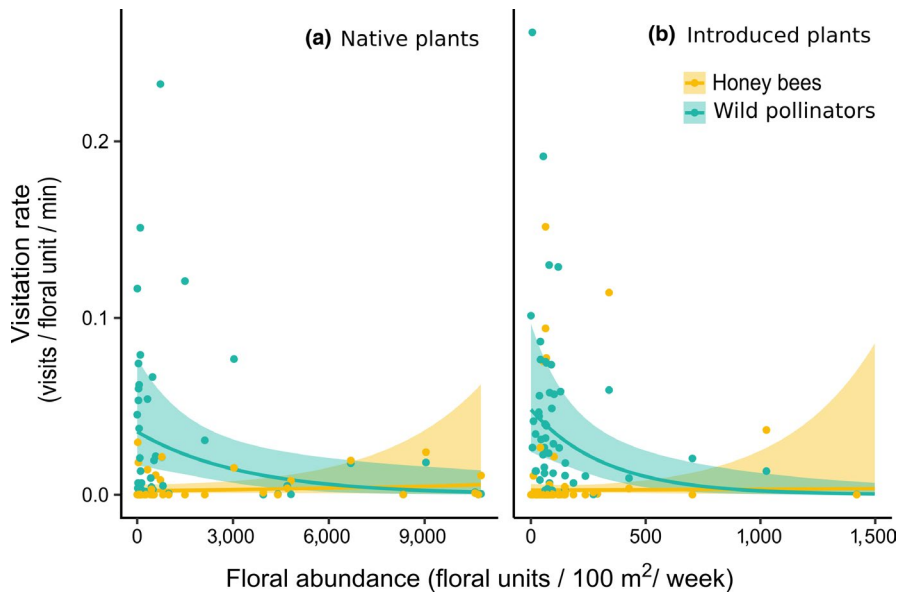 (a) Native plants
(b) Introduced plants
Honey bees
Wild pollinators
Visitation rate
(visits / floral unit / min)
0.2
0.1
0.0
0 3,000 6,000 9,000
0 500 1,000 1,500
Floral abundance (floral units / 100 m²/ week)